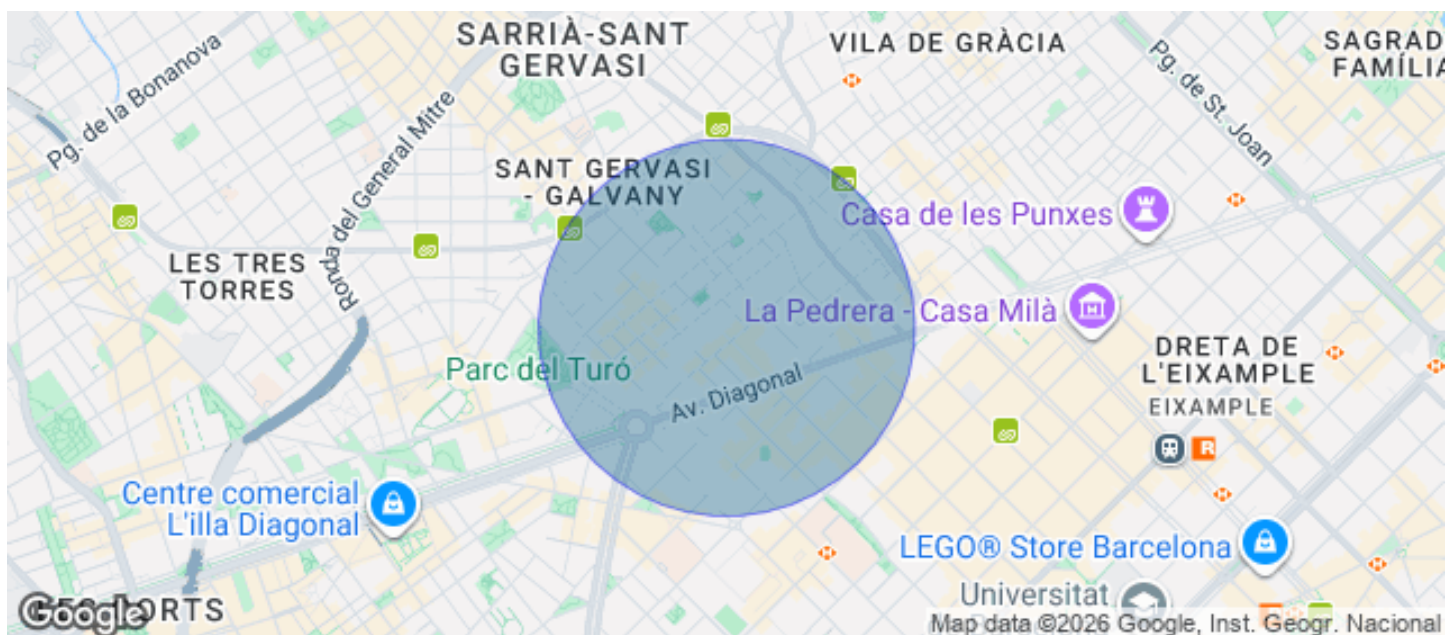 SARRIÀ-SANT
GERVASI
VILA DE GRÀCIA
SAGRAD
FAMÍLIA
Pg. de la Bonanova
Ronda del General Mitre
Pg. de St. Joan
SANT GERVASI
- GALVANY
Casa de les Punxes
LES TRES
TORRES
La Pedrera - Casa Milà
Parc del Turó
Av. Diagonal
DRETA DE
L'EIXAMPLE
EIXAMPLE
R
Centre comercial
L'illa Diagonal
LEGO® Store Barcelona
Universitat
Google
ORTS
Map data ©2026 Google, Inst. Geogr. Nacional